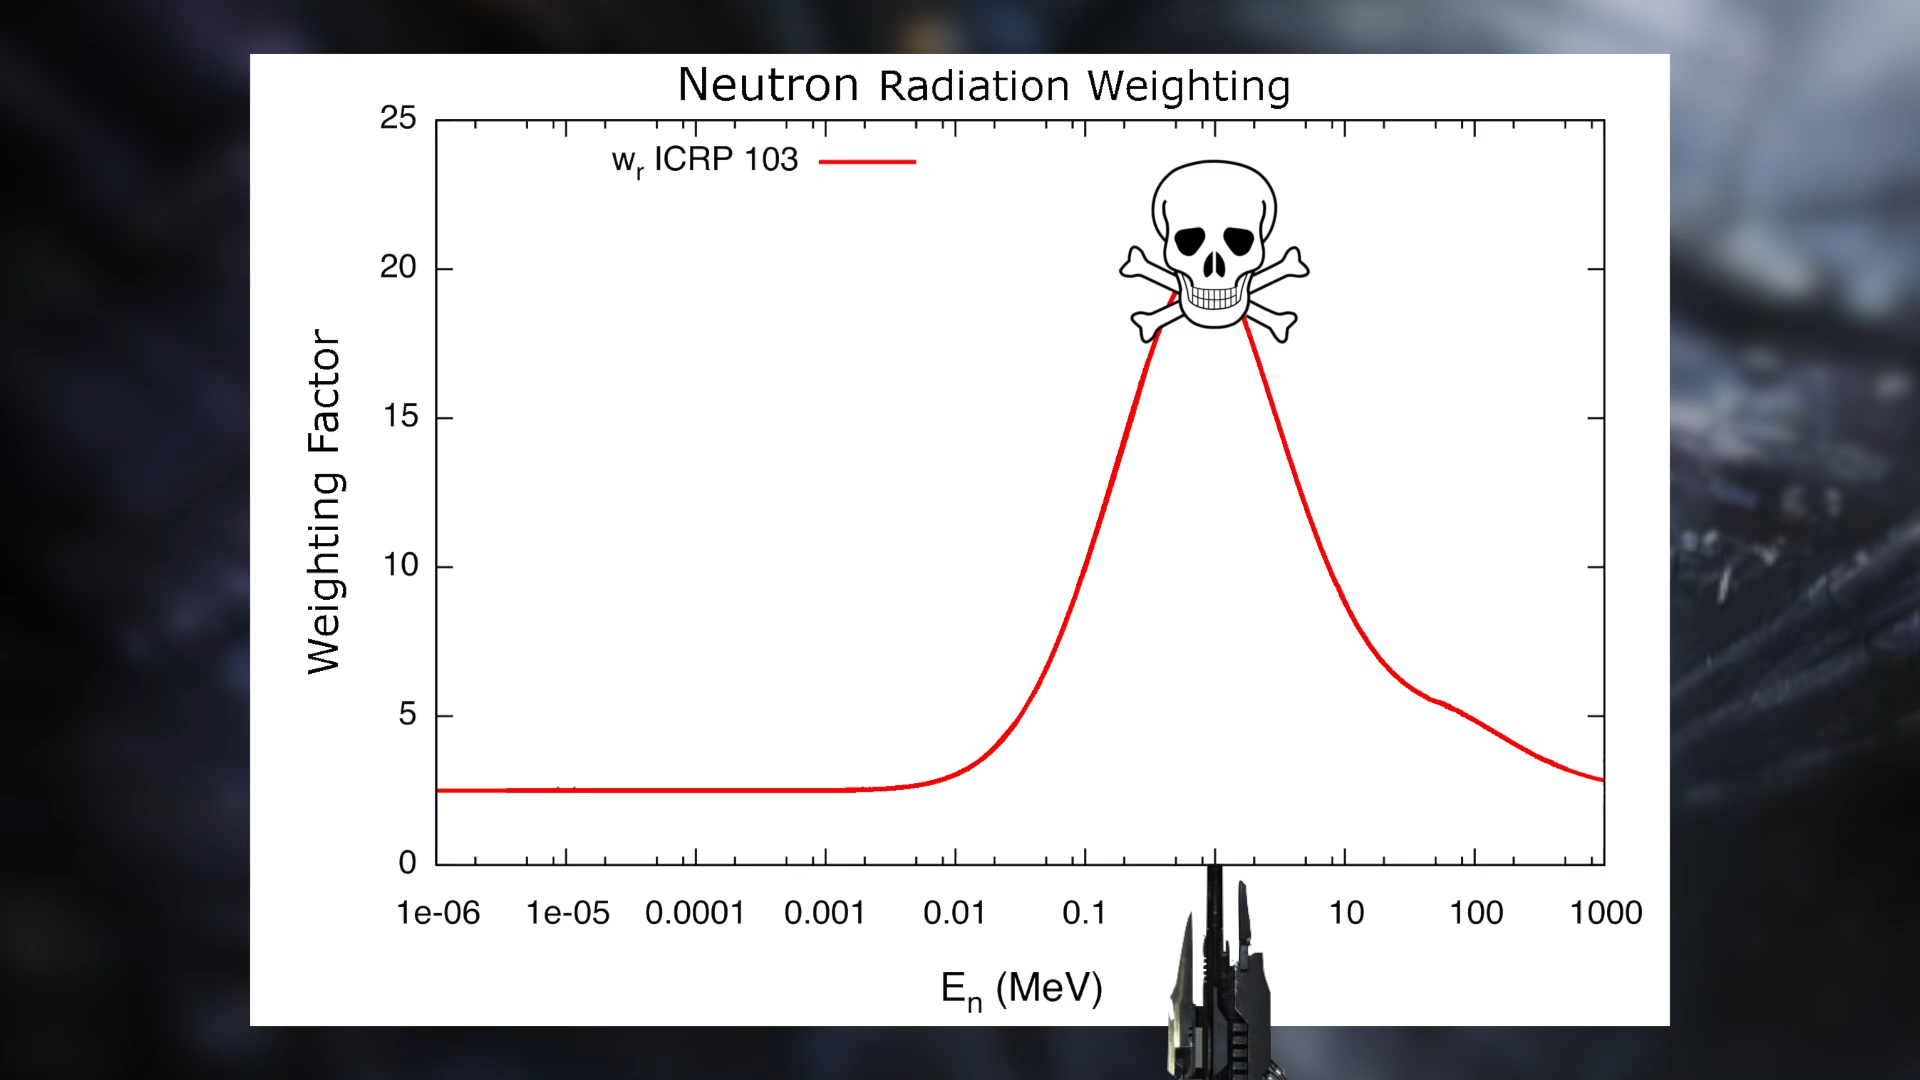 Neutron Radiation Weighting
25
w_r ICRP 103
20
15
10
5
0
Weighting Factor
1e-06 1e-05 0.0001 0.001 0.01 0.1 10 100 1000
E_n (MeV)